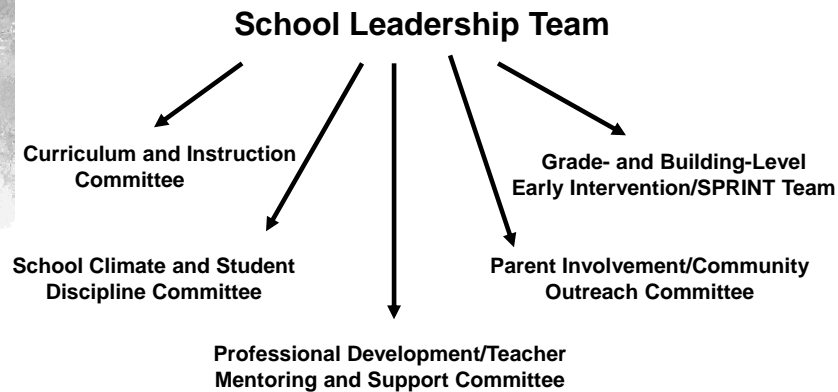 School Leadership Team
Curriculum and Instruction
Committee
Grade- and Building-Level
Early Intervention/SPRINT Team
School Climate and Student
Discipline Committee
Parent Involvement/Community
Outreach Committee
Professional Development/Teacher
Mentoring and Support Committee